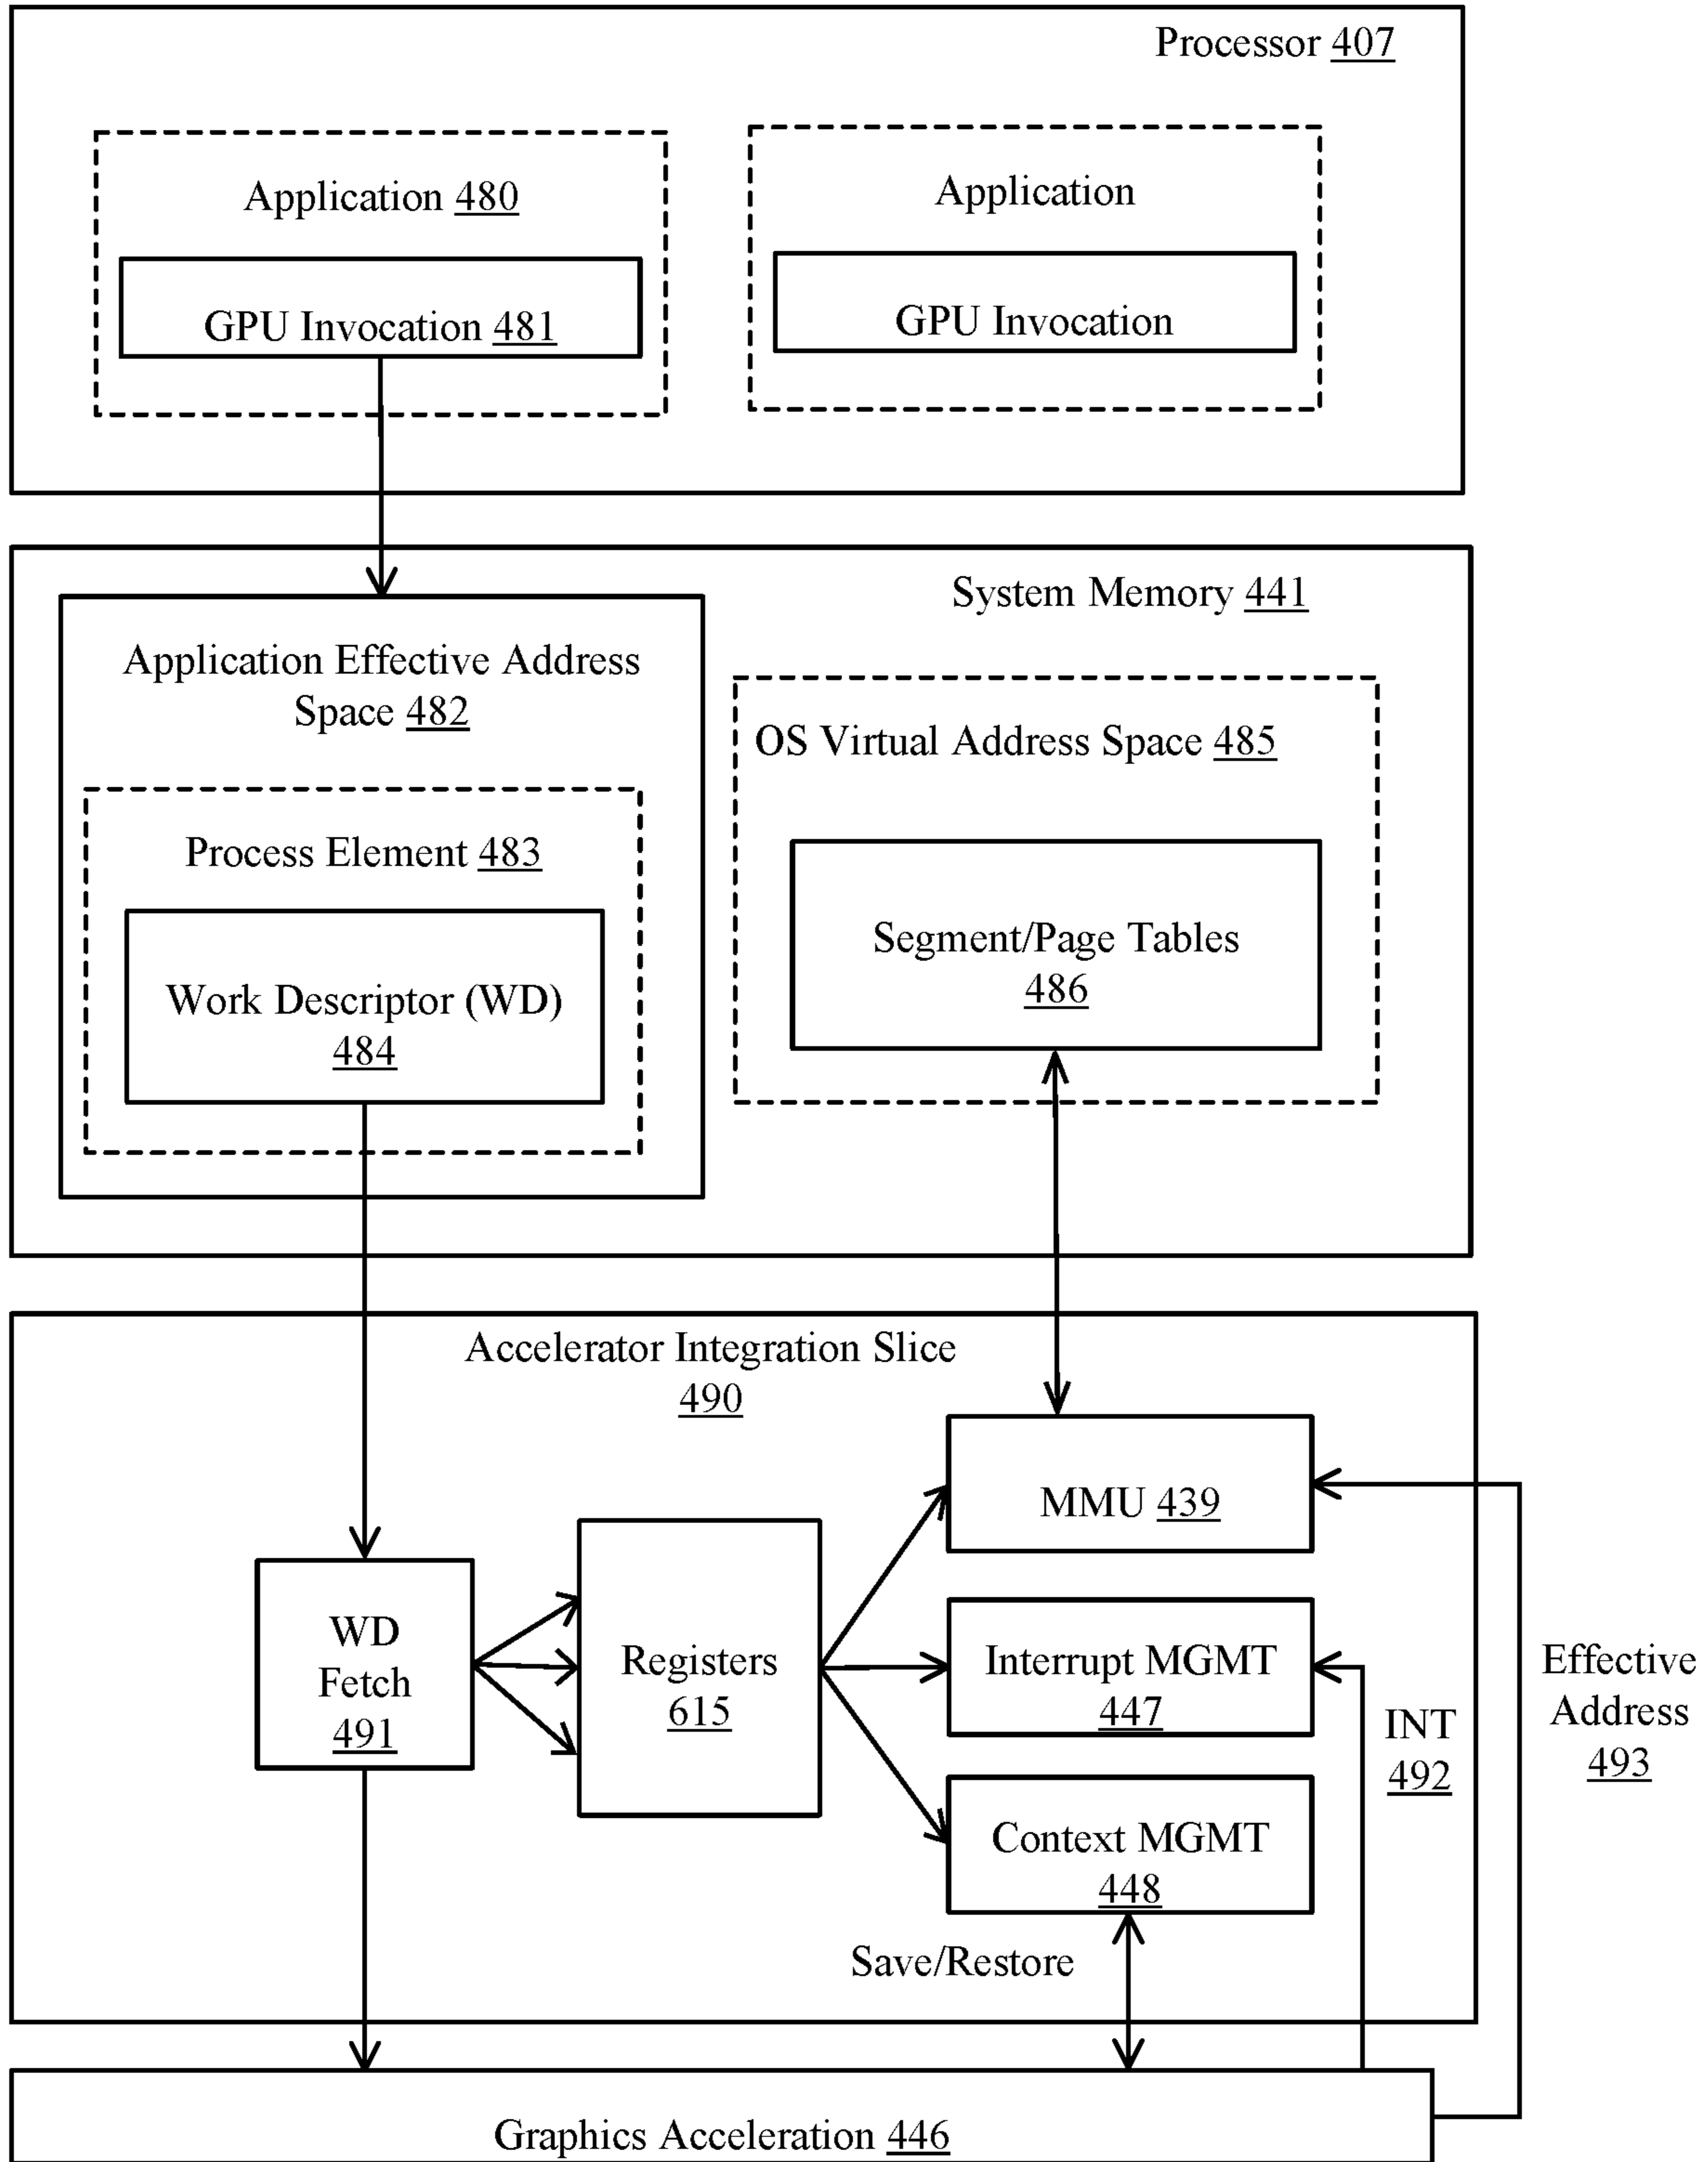 Processor 407
Application 480
GPU Invocation 481
Application
GPU Invocation
System Memory 441
Application Effective Address
Space 482
Process Element 483
Work Descriptor (WD)
484
OS Virtual Address Space 485
Segment/Page Tables
486
Accelerator Integration Slice
490
WD
Fetch
491
Registers
615
MMU 439
Interrupt MGMT
447
Context MGMT
448
Save/Restore
INT
492
Effective
Address
493
Graphics Acceleration 446